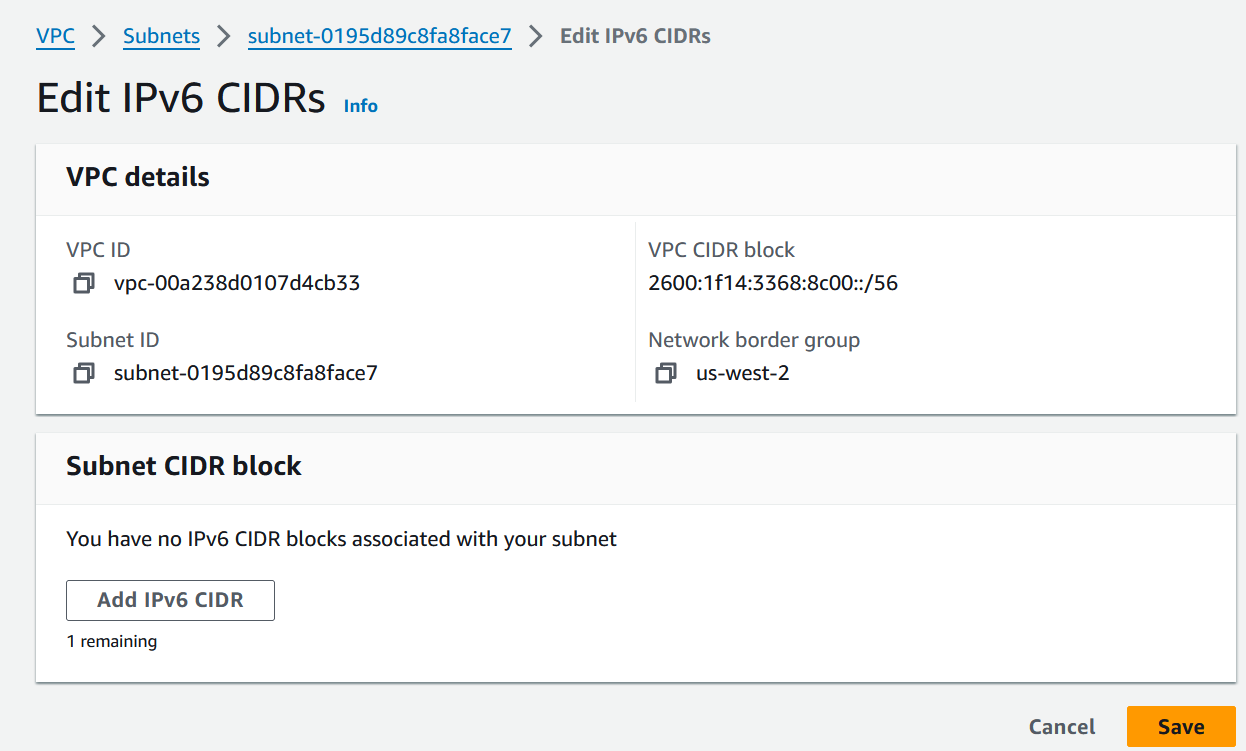 VPC > Subnets > subnet-0195d89c8fa8face7 > Edit IPv6 CIDRs
Edit IPv6 CIDRs Info
VPC details
VPC ID
vpc-00a238d0107d4cb33
VPC CIDR block
2600:1f14:3368:8c00::/56
Subnet ID
subnet-0195d89c8fa8face7
Network border group
us-west-2
Subnet CIDR block
You have no IPv6 CIDR blocks associated with your subnet
Add IPv6 CIDR
1 remaining
Cancel Save